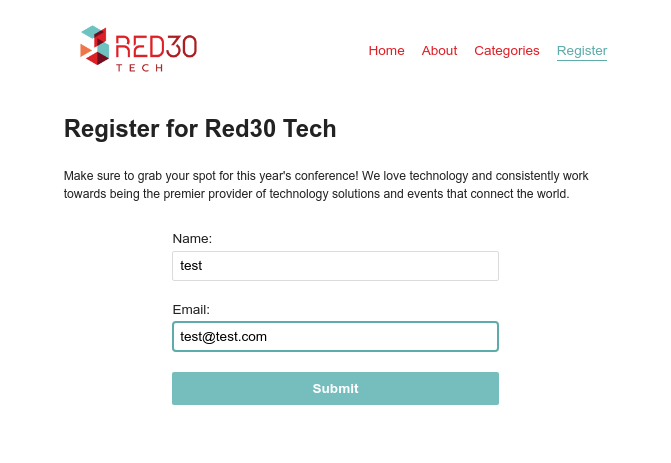 RED30
TECH
Home About Categories Register
Register for Red30 Tech
Make sure to grab your spot for this year's conference! We love technology and consistently work
towards being the premier provider of technology solutions and events that connect the world.
Name:
test
Email:
test@test.com
Submit